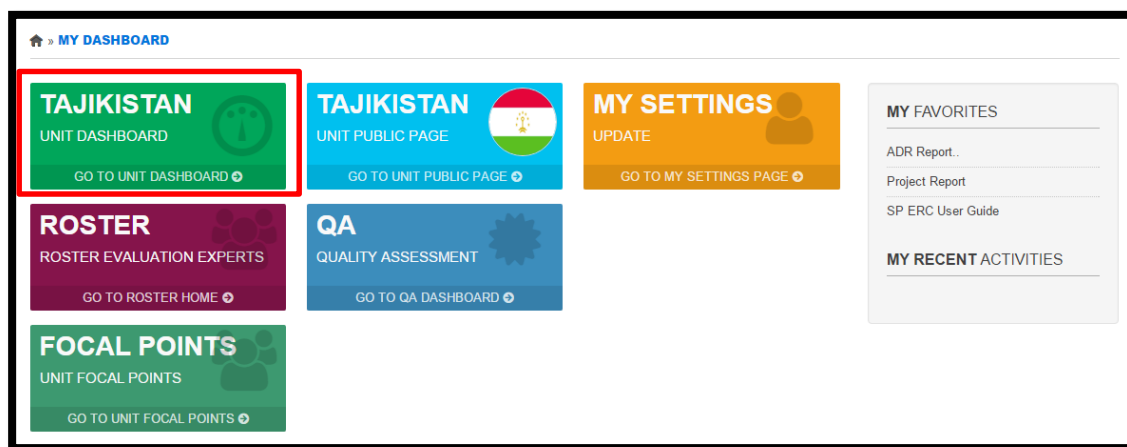 » MY DASHBOARD
TAJIKISTAN
UNIT DASHBOARD
GO TO UNIT DASHBOARD
TAJIKISTAN
UNIT PUBLIC PAGE
GO TO UNIT PUBLIC PAGE
MY SETTINGS
UPDATE
GO TO MY SETTINGS PAGE
ROSTER
ROSTER EVALUATION EXPERTS
GO TO ROSTER HOME
QA
QUALITY ASSESSMENT
GO TO QA DASHBOARD
FOCAL POINTS
UNIT FOCAL POINTS
GO TO UNIT FOCAL POINTS
MY FAVORITES
ADR Report..
Project Report
SP ERC User Guide
MY RECENT ACTIVITIES